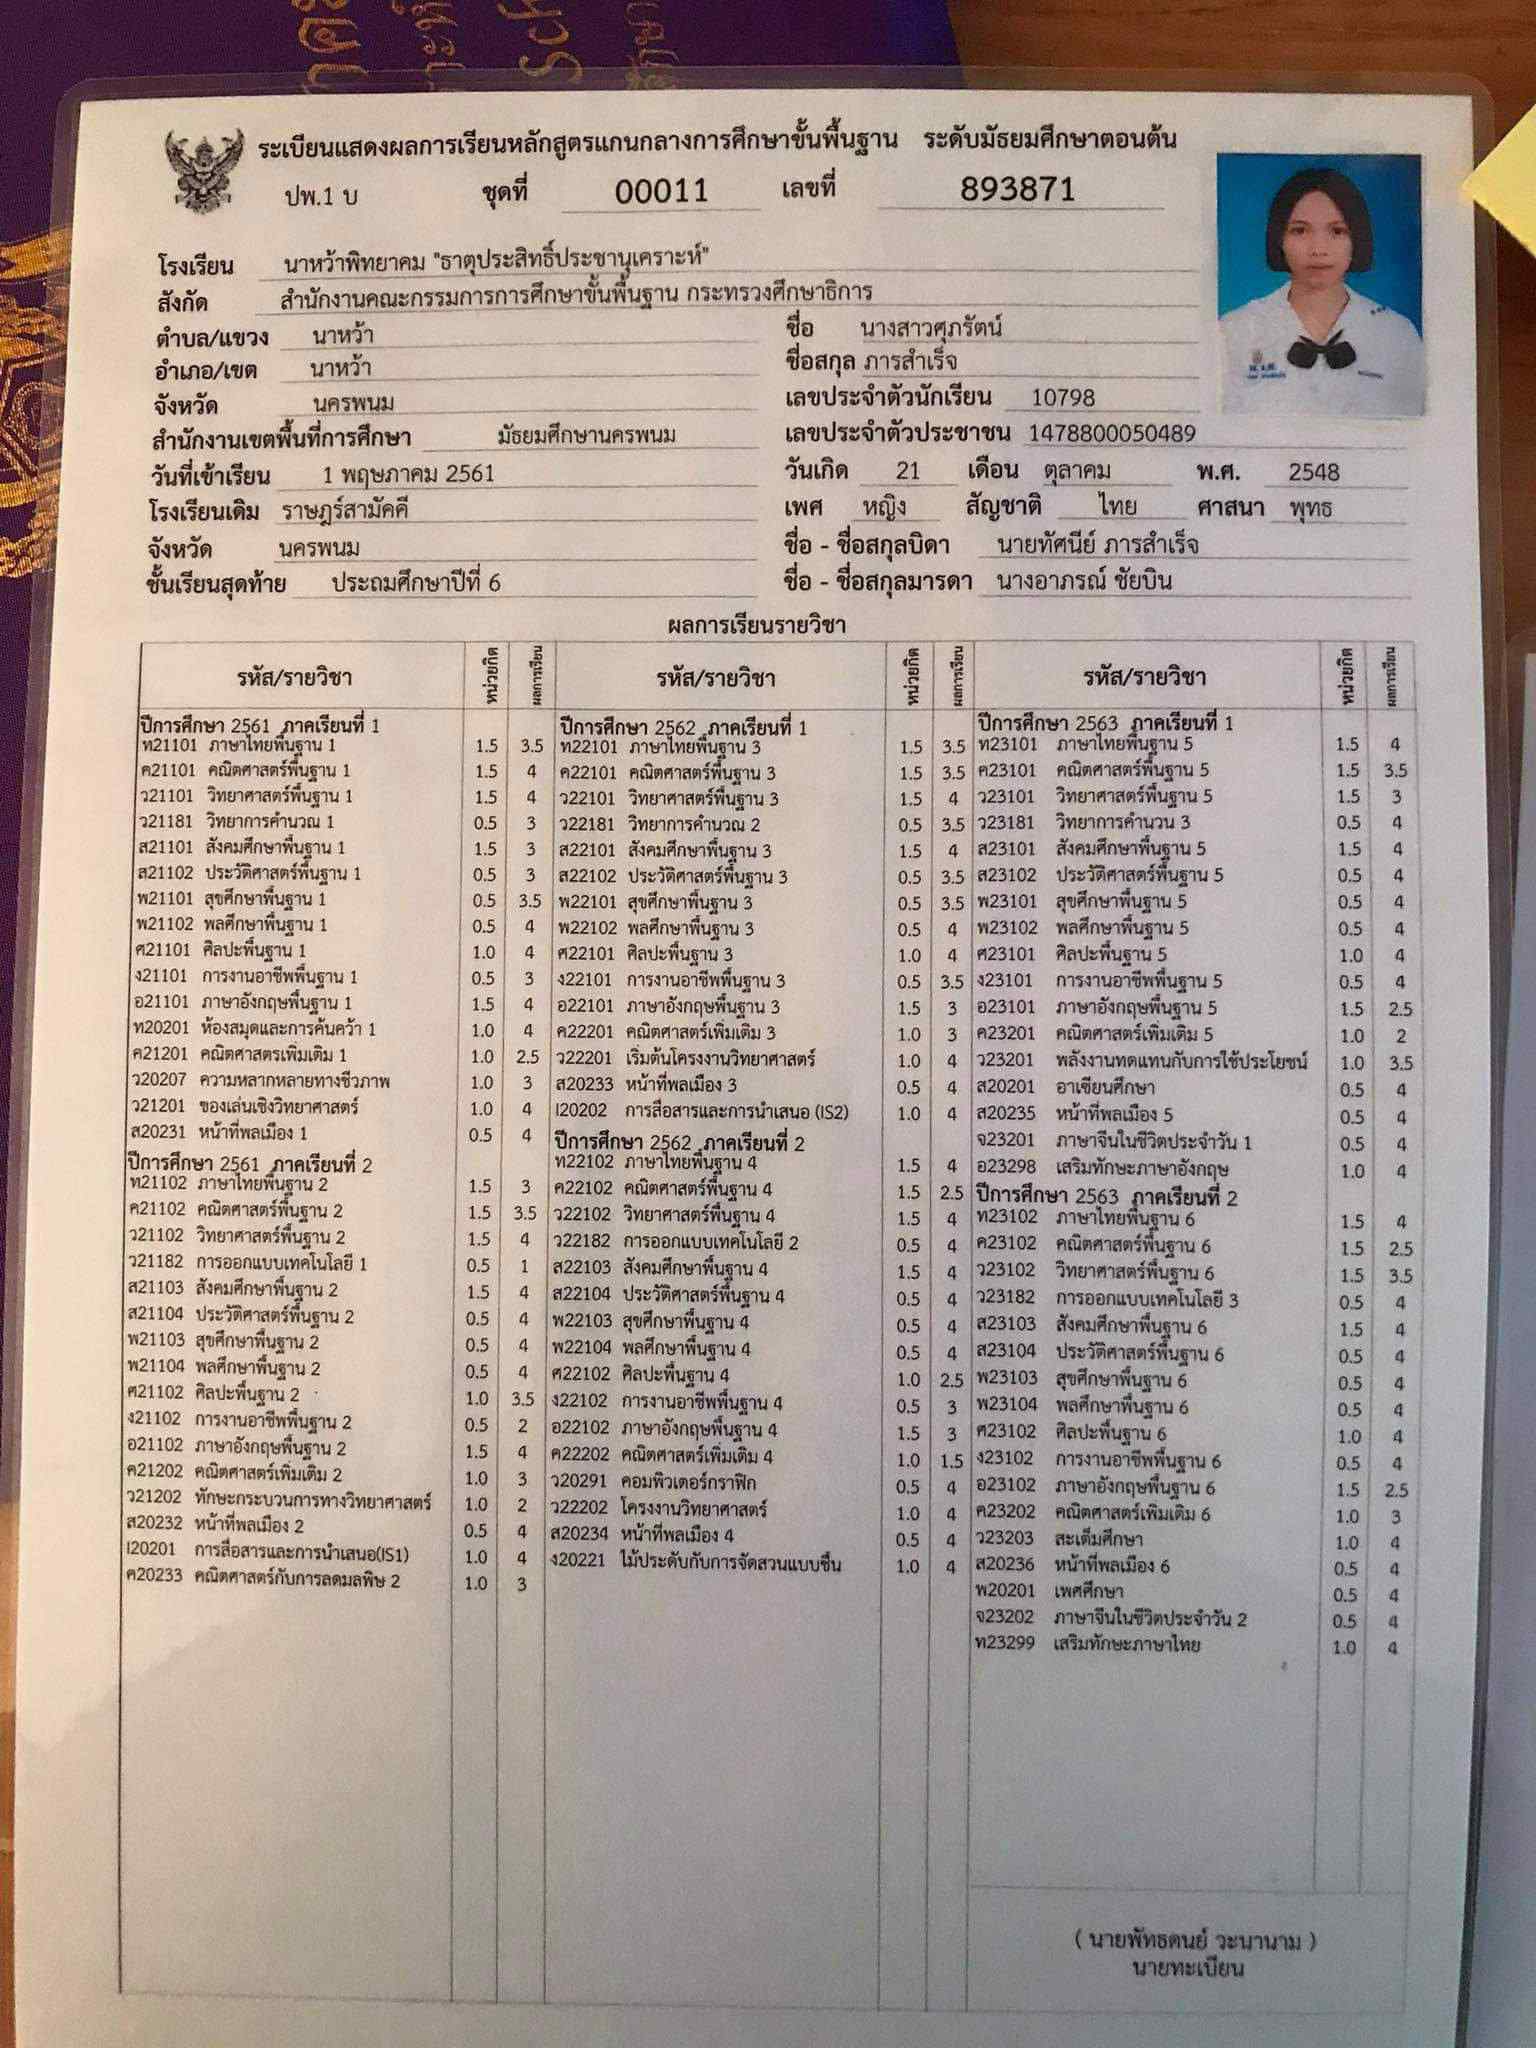 ระเบียนแสดงผลการเรียนหลักสูตรแกนกลางการศึกษาขั้นพื้นฐาน ระดับมัธยมศึกษาตอนต้น
ปพ.1 บ ชุดที่ 00011 เลขที่ 893871
โรงเรียน นาหว้าพิทยาคม "ธาตุประสิทธิ์ประชานุเคราะห์"
สังกัด สำนักงานคณะกรรมการการศึกษาขั้นพื้นฐาน กระทรวงศึกษาธิการ
ตำบล/แขวง นาหว้า
อำเภอ/เขต นาหว้า
จังหวัด นครพนม
สำนักงานเขตพื้นที่การศึกษา มัธยมศึกษานครพนม
วันที่เข้าเรียน 1 พฤษภาคม 2561
โรงเรียนเดิม ราษฎร์สามัคคี
จังหวัด นครพนม
ชั้นเรียนสุดท้าย ประถมศึกษาปีที่ 6
ชื่อ นางสาวศุภรัตน์
ชื่อสกุล ภารสำเร็จ
เลขประจำตัวนักเรียน 10798
เลขประจำตัวประชาชน 1478800050489
วันเกิด 21 เดือน ตุลาคม พ.ศ. 2548
เพศ หญิง สัญชาติ ไทย ศาสนา พุทธ
ชื่อ - ชื่อสกุลบิดา นายทัศนีย์ ภารสำเร็จ
ชื่อ - ชื่อสกุลมารดา นางอาภรณ์ ชัยบิน
ผลการเรียนรายวิชา
รหัส/รายวิชา หน่วยกิต ผลการเรียน
ปีการศึกษา 2561 ภาคเรียนที่ 1
ท21101 ภาษาไทยพื้นฐาน 1 1.5 3.5
ค21101 คณิตศาสตร์พื้นฐาน 1 1.5 4
ว21101 วิทยาศาสตร์พื้นฐาน 1 1.5 4
ว21181 วิทยาการคำนวณ 1 0.5 3
ส21101 สังคมศึกษาพื้นฐาน 1 1.5 3
ส21102 ประวัติศาสตร์พื้นฐาน 1 0.5 3
พ21101 สุขศึกษาพื้นฐาน 1 0.5 3.5
พ21102 พลศึกษาพื้นฐาน 1 0.5 4
ศ21101 ศิลปะพื้นฐาน 1 1.0 4
ง21101 การงานอาชีพพื้นฐาน 1 0.5 3
อ21101 ภาษาอังกฤษพื้นฐาน 1 1.5 4
ท20201 ห้องสมุดและการค้นคว้า 1 1.0 4
ค21201 คณิตศาสตรเพิ่มเติม 1 1.0 2.5
ว20207 ความหลากหลายทางชีวภาพ 1.0 3
ว21201 ของเล่นเชิงวิทยาศาสตร์ 1.0 4
ส20231 หน้าที่พลเมือง 1 0.5 4
ปีการศึกษา 2561 ภาคเรียนที่ 2
ท21102 ภาษาไทยพื้นฐาน 2 1.5 3
ค21102 คณิตศาสตร์พื้นฐาน 2 1.5 3.5
ว21102 วิทยาศาสตร์พื้นฐาน 2 1.5 4
ว21182 การออกแบบเทคโนโลยี 1 0.5 1
ส21103 สังคมศึกษาพื้นฐาน 2 1.5 4
ส21104 ประวัติศาสตร์พื้นฐาน 2 0.5 4
พ21103 สุขศึกษาพื้นฐาน 2 0.5 4
พ21104 พลศึกษาพื้นฐาน 2 0.5 4
ศ21102 ศิลปะพื้นฐาน 2 1.0 3.5
ง21102 การงานอาชีพพื้นฐาน 2 0.5 2
อ21102 ภาษาอังกฤษพื้นฐาน 2 1.5 4
ค21202 คณิตศาสตร์เพิ่มเติม 2 1.0 3
ว21202 ทักษะกระบวนการทางวิทยาศาสตร์ 1.0 2
ส20232 หน้าที่พลเมือง 2 0.5 4
I20201 การสื่อสารและการนำเสนอ(IS1) 1.0 4
ค20233 คณิตศาสตร์กับการลดมลพิษ 2 1.0 3
รหัส/รายวิชา หน่วยกิต ผลการเรียน
ปีการศึกษา 2562 ภาคเรียนที่ 1
ท22101 ภาษาไทยพื้นฐาน 3 1.5 3.5
ค22101 คณิตศาสตร์พื้นฐาน 3 1.5 3.5
ว22101 วิทยาศาสตร์พื้นฐาน 3 1.5 4
ว22181 วิทยาการคำนวณ 2 0.5 3.5
ส22101 สังคมศึกษาพื้นฐาน 3 1.5 4
ส22102 ประวัติศาสตร์พื้นฐาน 3 0.5 3.5
พ22101 สุขศึกษาพื้นฐาน 3 0.5 3.5
พ22102 พลศึกษาพื้นฐาน 3 0.5 4
ศ22101 ศิลปะพื้นฐาน 3 1.0 4
ง22101 การงานอาชีพพื้นฐาน 3 0.5 3.5
อ22101 ภาษาอังกฤษพื้นฐาน 3 1.5 3
ค22201 คณิตศาสตร์เพิ่มเติม 3 1.0 3
ว22201 เริ่มต้นโครงงานวิทยาศาสตร์ 1.0 4
ส20233 หน้าที่พลเมือง 3 0.5 4
I20202 การสือสารและการนำเสนอ (IS2) 1.0 4
ปีการศึกษา 2562 ภาคเรียนที่ 2
ท22102 ภาษาไทยพื้นฐาน 4 1.5 4
ค22102 คณิตศาสตร์พื้นฐาน 4 1.5 2.5
ว22102 วิทยาศาสตร์พื้นฐาน 4 1.5 4
ว22182 การออกแบบเทคโนโลยี 2 0.5 4
ส22103 สังคมศึกษาพื้นฐาน 4 1.5 4
ส22104 ประวัติศาสตร์พื้นฐาน 4 0.5 4
พ22103 สุขศึกษาพื้นฐาน 4 0.5 4
พ22104 พลศึกษาพื้นฐาน 4 0.5 4
ศ22102 ศิลปะพื้นฐาน 4 1.0 2.5
ง22102 การงานอาชีพพื้นฐาน 4 0.5 3
อ22102 ภาษาอังกฤษพื้นฐาน 4 1.5 3
ค22202 คณิตศาสตร์เพิ่มเติม 4 1.0 1.5
ว20291 คอมพิวเตอร์กราฟิก 0.5 4
ว22202 โครงงานวิทยาศาสตร์ 1.0 4
ส20234 หน้าที่พลเมือง 4 0.5 4
ง20221 ไม้ประดับกับการจัดสวนแบบชื้น 1.0 4
รหัส/รายวิชา หน่วยกิต ผลการเรียน
ปีการศึกษา 2563 ภาคเรียนที่ 1
ท23101 ภาษาไทยพื้นฐาน 5 1.5 4
ค23101 คณิตศาสตร์พื้นฐาน 5 1.5 3.5
ว23101 วิทยาศาสตร์พื้นฐาน 5 1.5 3
ว23181 วิทยาการคำนวน 3 0.5 4
ส23101 สังคมศึกษาพื้นฐาน 5 1.5 4
ส23102 ประวัติศาสตร์พื้นฐาน 5 0.5 4
พ23101 สุขศึกษาพื้นฐาน 5 0.5 4
พ23102 พลศึกษาพื้นฐาน 5 0.5 4
ศ23101 ศิลปะพื้นฐาน 5 1.0 4
ง23101 การงานอาชีพพื้นฐาน 5 0.5 4
อ23101 ภาษาอังกฤษพื้นฐาน 5 1.5 2.5
ค23201 คณิตศาสตร์เพิ่มเติม 5 1.0 2
ว23201 พลังงานทดแทนกับการใช้ประโยชน์ 1.0 3.5
ส20201 อาเซียนศึกษา 0.5 4
ส20235 หน้าที่พลเมือง 5 0.5 4
จ23201 ภาษาจีนในชีวิตประจำวัน 1 0.5 4
อ23298 เสริมทักษะภาษาอังกฤษ 1.0 4
ปีการศึกษา 2563 ภาคเรียนที่ 2
ท23102 ภาษาไทยพื้นฐาน 6 1.5 4
ค23102 คณิตศาสตร์พื้นฐาน 6 1.5 2.5
ว23102 วิทยาศาสตร์พื้นฐาน 6 1.5 3.5
ว23182 การออกแบบเทคโนโลยี 3 0.5 4
ส23103 สังคมศึกษาพื้นฐาน 6 1.5 4
ส23104 ประวัติศาสตร์พื้นฐาน 6 0.5 4
พ23103 สุขศึกษาพื้นฐาน 6 0.5 4
พ23104 พลศึกษาพื้นฐาน 6 0.5 4
ศ23102 ศิลปะพื้นฐาน 6 1.0 4
ง23102 การงานอาชีพพื้นฐาน 6 0.5 4
อ23102 ภาษาอังกฤษพื้นฐาน 6 1.5 2.5
ค23202 คณิตศาสตร์เพิ่มเติม 6 1.0 3
ว23203 สะเต็มศึกษา 1.0 4
ส20236 หน้าที่พลเมือง 6 0.5 4
พ20201 เพศศึกษา 0.5 4
จ23202 ภาษาจีนในชีวิตประจำวัน 2 0.5 4
ท23299 เสริมทักษะภาษาไทย 1.0 4
( นายพัทธดนย์ วะนานาม )
นายทะเบียน